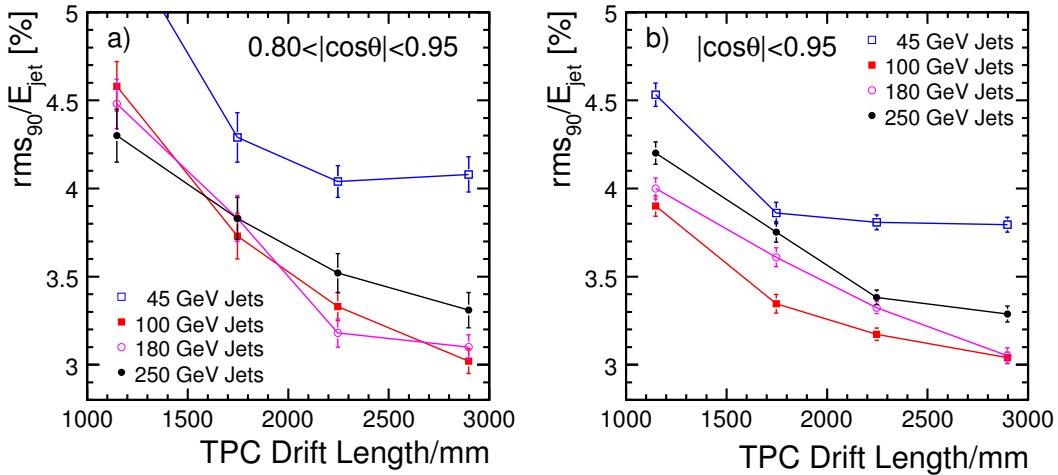 a)
0.80<|cosθ|<0.95
rms90/Ejet [%]
5
4.5
4
3.5
3
45 GeV Jets
100 GeV Jets
180 GeV Jets
250 GeV Jets
1000 1500 2000 2500 3000
TPC Drift Length/mm
b)
|cosθ|<0.95
rms90/Ejet [%]
5
4.5
4
3.5
3
45 GeV Jets
100 GeV Jets
180 GeV Jets
250 GeV Jets
1000 1500 2000 2500 3000
TPC Drift Length/mm